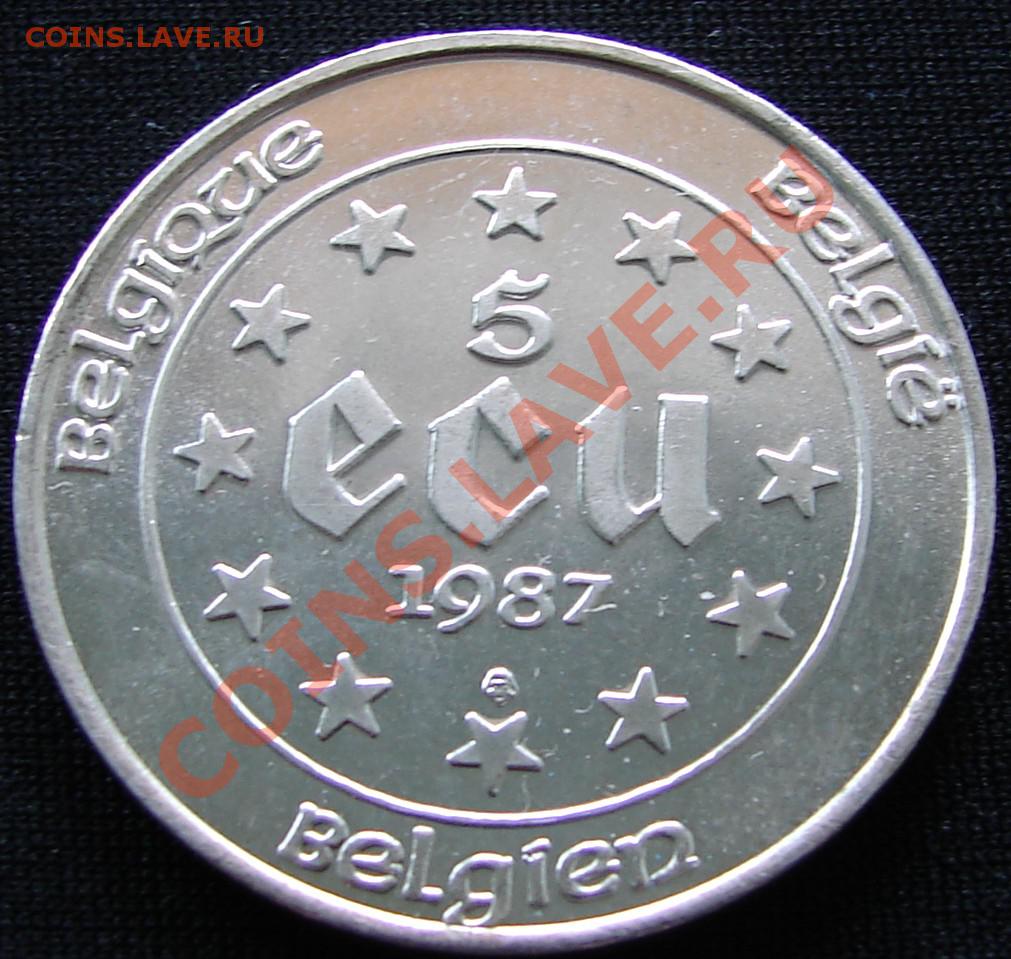 COINS.LAVE.RU
Belgique
België
5
ecu
1987
Belgien
COINS.LAVE.RU